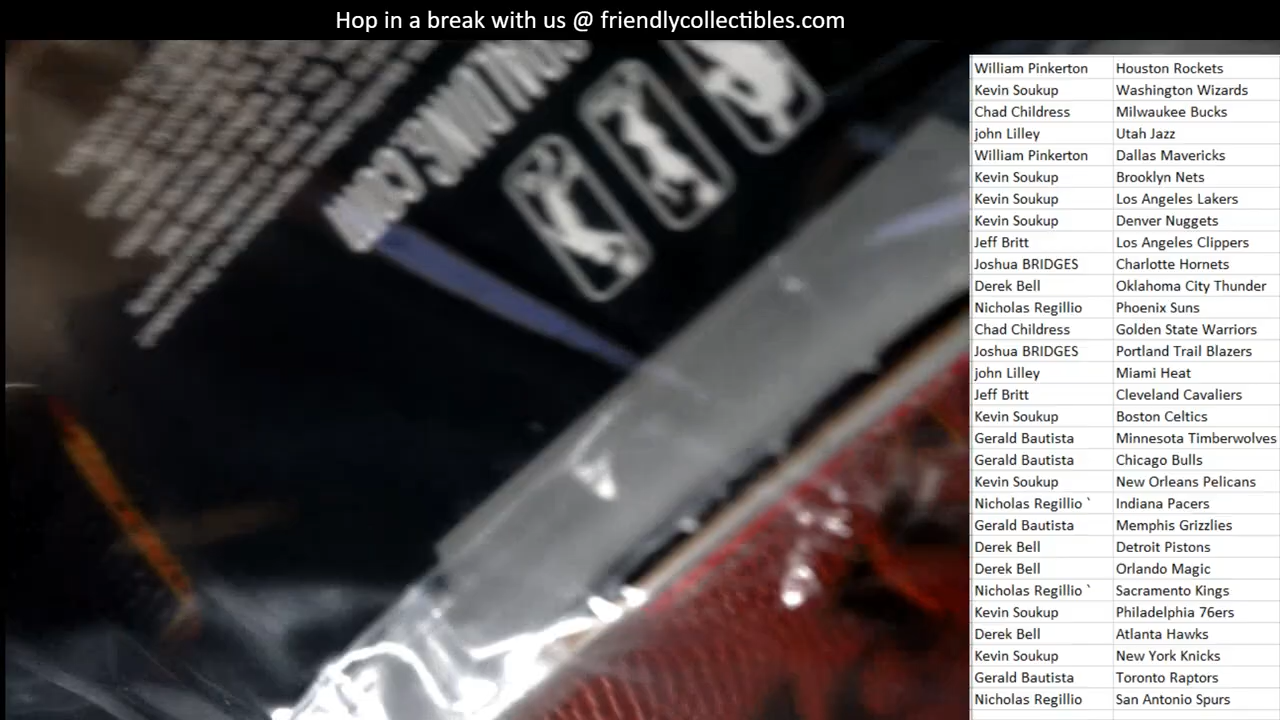 Hop in a break with us @ friendlycollectibles.com
William Pinkerton Houston Rockets
Kevin Soukup Washington Wizards
Chad Childress Milwaukee Bucks
john Lilley Utah Jazz
William Pinkerton Dallas Mavericks
Kevin Soukup Brooklyn Nets
Kevin Soukup Los Angeles Lakers
Kevin Soukup Denver Nuggets
Jeff Britt Los Angeles Clippers
Joshua BRIDGES Charlotte Hornets
Derek Bell Oklahoma City Thunder
Nicholas Regillio Phoenix Suns
Chad Childress Golden State Warriors
Joshua BRIDGES Portland Trail Blazers
john Lilley Miami Heat
Jeff Britt Cleveland Cavaliers
Kevin Soukup Boston Celtics
Gerald Bautista Minnesota Timberwolves
Gerald Bautista Chicago Bulls
Kevin Soukup New Orleans Pelicans
Nicholas Regillio ` Indiana Pacers
Gerald Bautista Memphis Grizzlies
Derek Bell Detroit Pistons
Derek Bell Orlando Magic
Nicholas Regillio ` Sacramento Kings
Kevin Soukup Philadelphia 76ers
Derek Bell Atlanta Hawks
Kevin Soukup New York Knicks
Gerald Bautista Toronto Raptors
Nicholas Regillio San Antonio Spurs